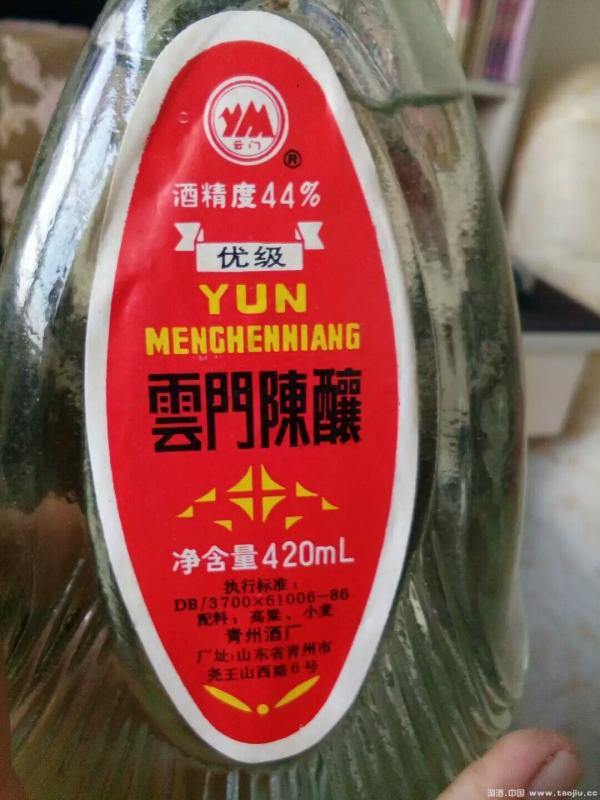 YM
云门
®
酒精度44%
优级
YUN
MENCHENNIANG
雲門陳釀
净含量420mL
执行标准：
DB/3700×61006-86
配料：高粱、小麦
青州酒厂
厂址:山东省青州市
尧王山西路6号
淘酒.中国 www.taojiu.cc